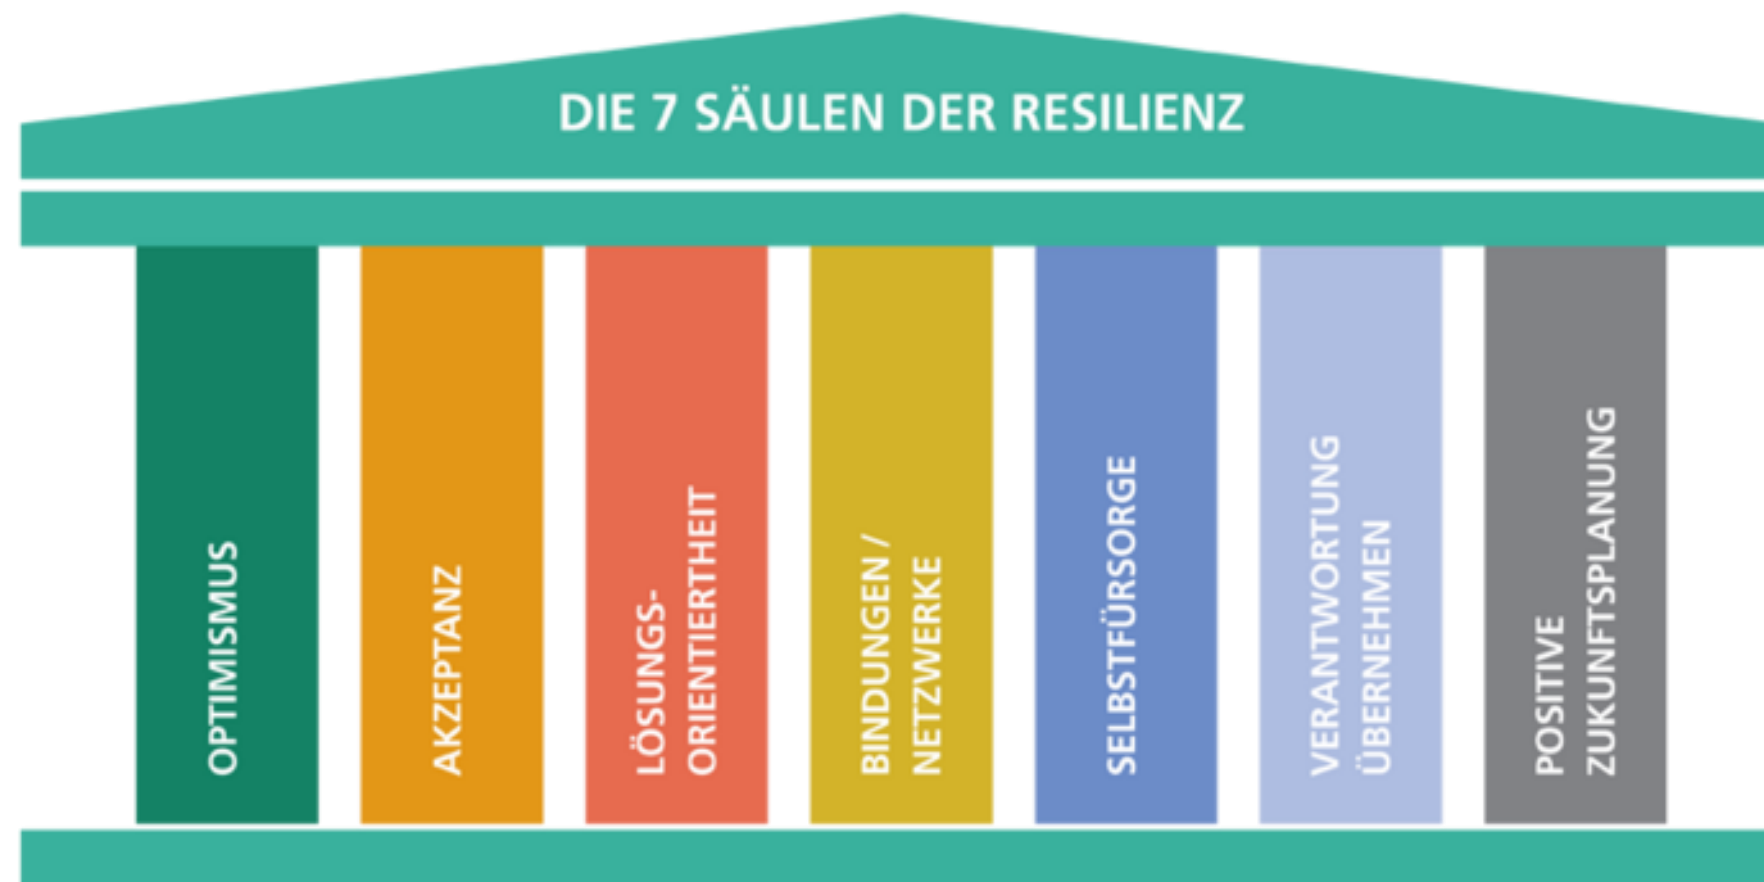 DIE 7 SÄULEN DER RESILIENZ
OPTIMISMUS
AKZEPTANZ
LÖSUNGS-
ORIENTIERTHEIT
BINDUNGEN /
NETZWERKE
SELBSTFÜRSORGE
VERANTWORTUNG
ÜBERNEHMEN
POSITIVE
ZUKUNFTSPLANUNG